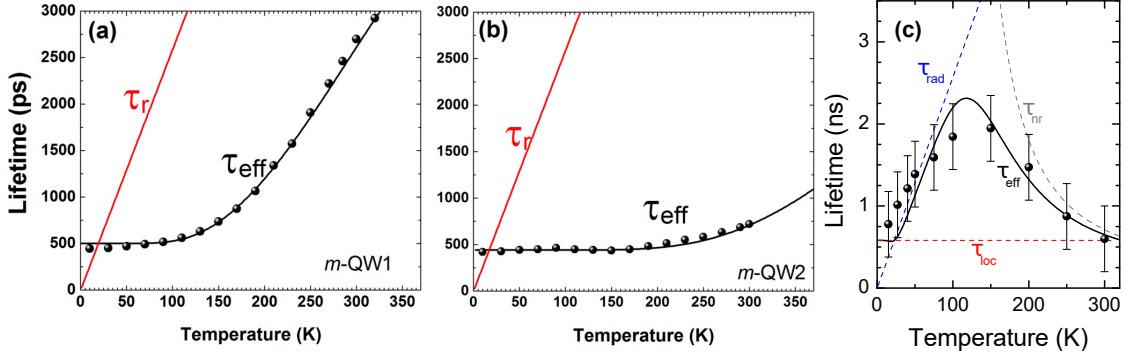 (a)
Lifetime (ps)
3000
2500
2000
1500
1000
500
0
τr
τeff
m-QW1
0 50 100 150 200 250 300 350
Temperature (K)
(b)
3000
2500
2000
1500
1000
500
0
τr
τeff
m-QW2
0 50 100 150 200 250 300 350
Temperature (K)
(c)
Lifetime (ns)
3
2
1
0
τrad
τnr
τeff
τloc
0 100 200 300
Temperature (K)